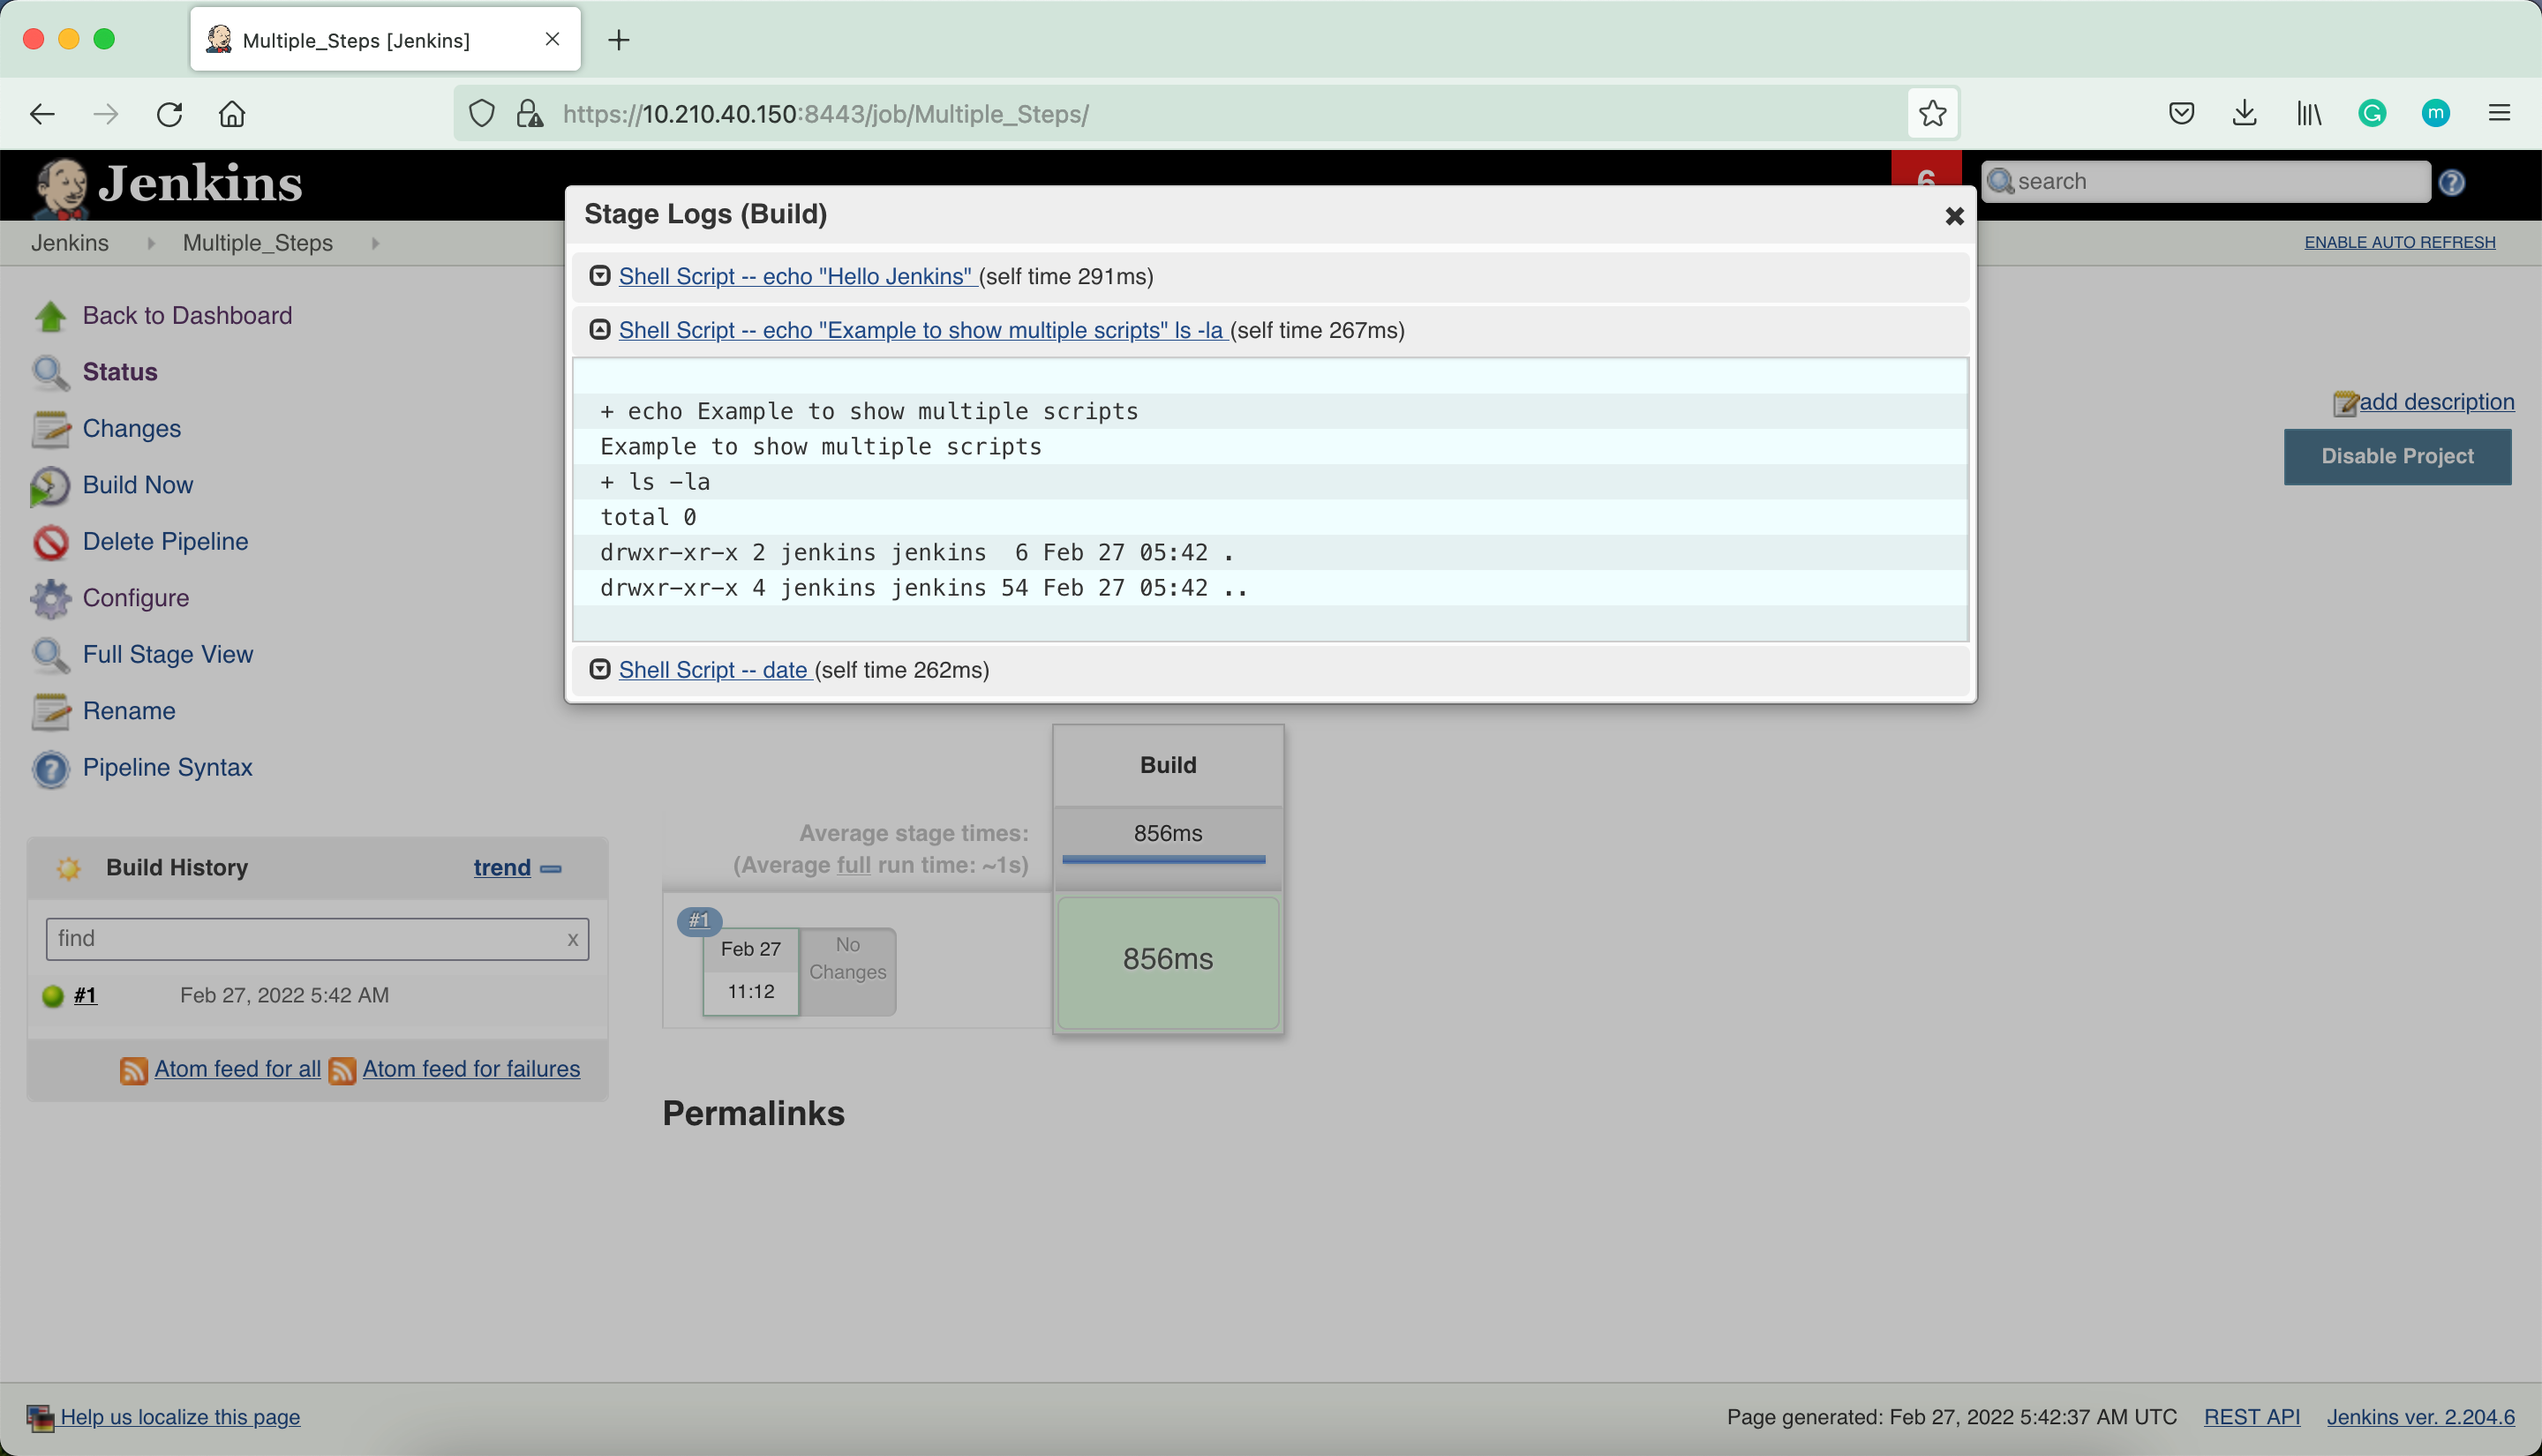 Multiple_Steps [Jenkins]
https://10.210.40.150:8443/job/Multiple_Steps/
m
Jenkins
6
search
Jenkins
Multiple_Steps
ENABLE AUTO REFRESH
Stage Logs (Build)
Shell Script -- echo "Hello Jenkins" (self time 291ms)
Shell Script -- echo "Example to show multiple scripts" ls -la (self time 267ms)
+ echo Example to show multiple scripts
Example to show multiple scripts
+ ls -la
total 0
drwxr-xr-x 2 jenkins jenkins  6 Feb 27 05:42 .
drwxr-xr-x 4 jenkins jenkins 54 Feb 27 05:42 ..
Shell Script -- date (self time 262ms)
Back to Dashboard
Status
Changes
Build Now
Delete Pipeline
Configure
Full Stage View
Rename
Pipeline Syntax
add description
Disable Project
Build History
trend
find
x
#1
Feb 27, 2022 5:42 AM
Atom feed for all
Atom feed for failures
Build
Average stage times:
(Average full run time: ~1s)
856ms
#1
Feb 27
11:12
No
Changes
856ms
Permalinks
Help us localize this page
Page generated: Feb 27, 2022 5:42:37 AM UTC
REST API
Jenkins ver. 2.204.6